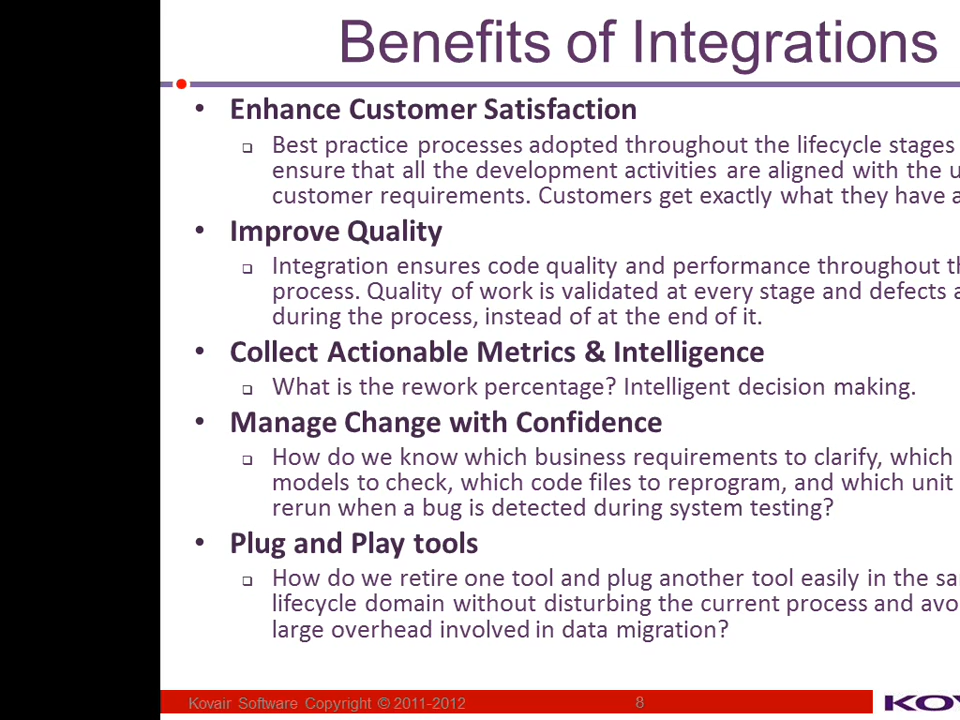 Benefits of Integrations
• Enhance Customer Satisfaction
❑ Best practice processes adopted throughout the lifecycle stages
ensure that all the development activities are aligned with the
customer requirements. Customers get exactly what they have
• Improve Quality
❑ Integration ensures code quality and performance throughout
process. Quality of work is validated at every stage and defects
during the process, instead of at the end of it.
• Collect Actionable Metrics & Intelligence
❑ What is the rework percentage? Intelligent decision making.
• Manage Change with Confidence
❑ How do we know which business requirements to clarify, which
models to check, which code files to reprogram, and which unit
rerun when a bug is detected during system testing?
• Plug and Play tools
❑ How do we retire one tool and plug another tool easily in the
lifecycle domain without disturbing the current process and
large overhead involved in data migration?
Kovair Software Copyright © 2011-2012
8